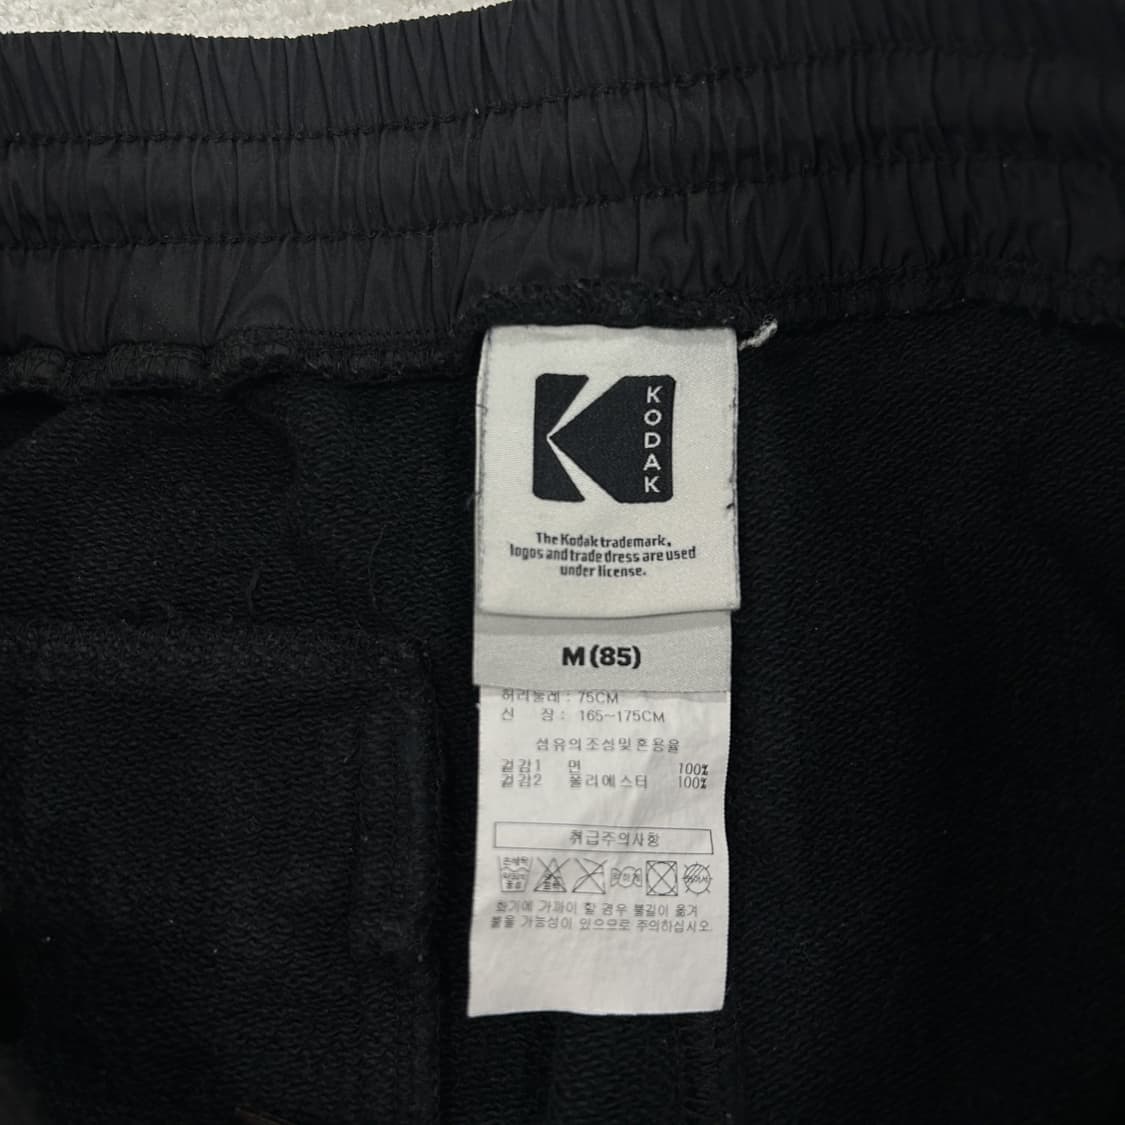 KODAK
The Kodak trademark,
logos and trade dress are used
under license.
M (85)
허리둘레 : 75CM
신 장 : 165~175CM
섬유의조성및혼용율
겉감1 면 100%
겉감2 폴리에스터 100%
취급주의사항
화기에 가까이 할 경우 불길이 옮겨
붙을 가능성이 있으므로 주의하십시오.